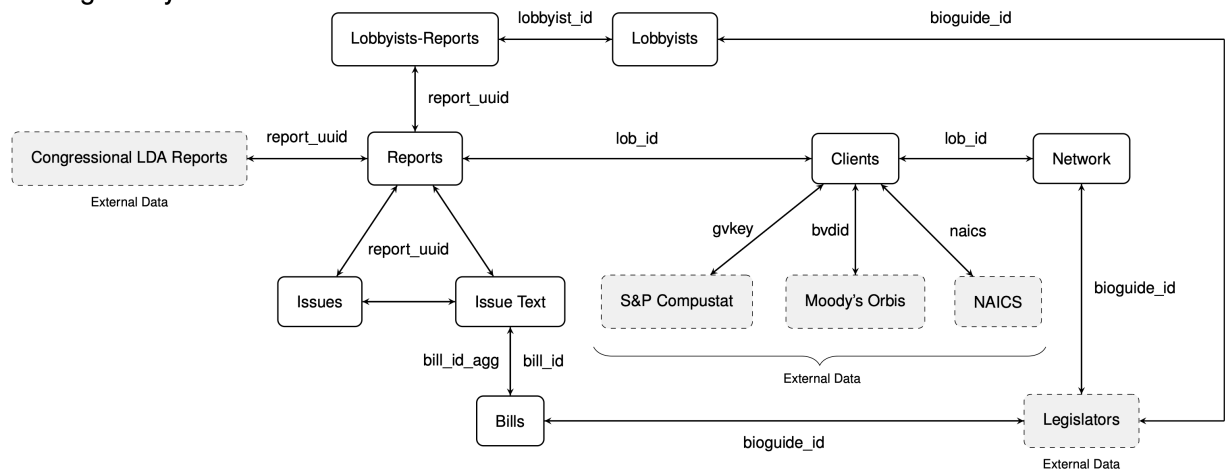 lobbyist_id
bioguide_id
Lobbyists-Reports
Lobbyists
report_uuid
report_uuid
lob_id
lob_id
Congressional LDA Reports
Reports
Clients
Network
External Data
gvkey
bvdid
naics
report_uuid
bioguide_id
Issues
Issue Text
S&P Compustat
Moody's Orbis
NAICS
bill_id_agg
bill_id
External Data
Bills
Legislators
bioguide_id
External Data